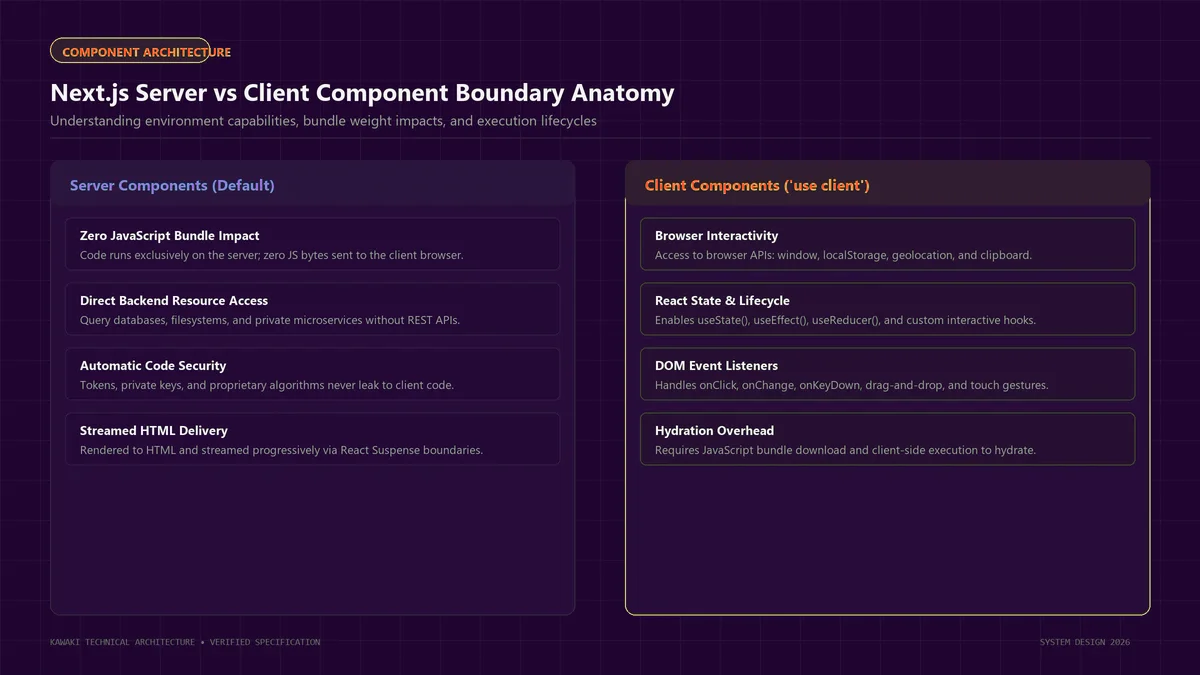 COMPONENT ARCHITECTURE
Next.js Server vs Client Component Boundary Anatomy
Understanding environment capabilities, bundle weight impacts, and execution lifecycles
Server Components (Default)
Zero JavaScript Bundle Impact
Code runs exclusively on the server; zero JS bytes sent to the client browser.
Direct Backend Resource Access
Query databases, filesystems, and private microservices without REST APIs.
Automatic Code Security
Tokens, private keys, and proprietary algorithms never leak to client code.
Streamed HTML Delivery
Rendered to HTML and streamed progressively via React Suspense boundaries.
Client Components ('use client')
Browser Interactivity
Access to browser APIs: window, localStorage, geolocation, and clipboard.
React State & Lifecycle
Enables useState(), useEffect(), useReducer(), and custom interactive hooks.
DOM Event Listeners
Handles onClick, onChange, onKeyDown, drag-and-drop, and touch gestures.
Hydration Overhead
Requires JavaScript bundle download and client-side execution to hydrate.
KAWAKI TECHNICAL ARCHITECTURE • VERIFIED SPECIFICATION
SYSTEM DESIGN 2026